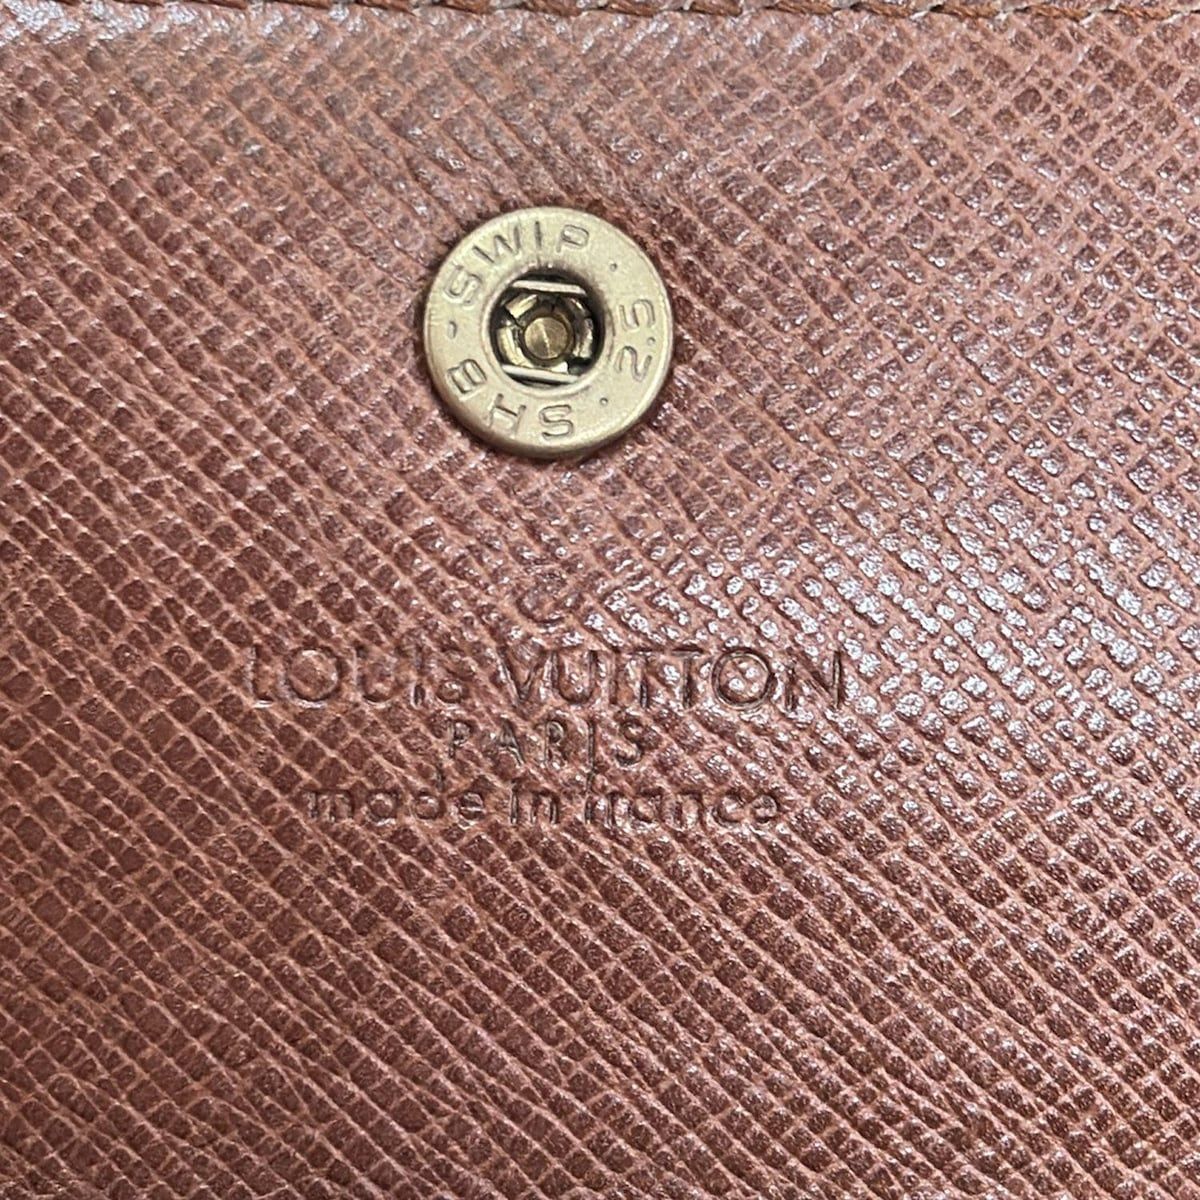 SWIP · 2.5 · SHB ·
LOUIS VUITTON
PARIS
made in france